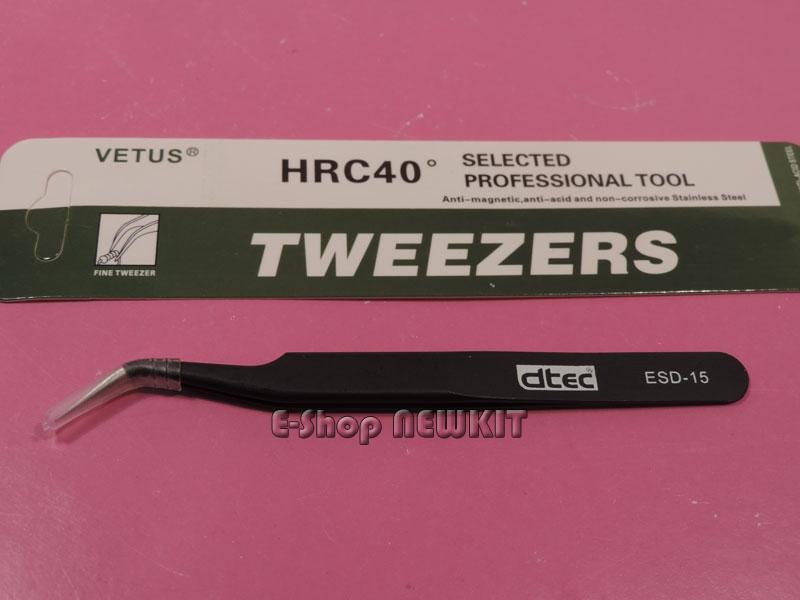 VETUS®
HRC40°
SELECTED
PROFESSIONAL TOOL
Anti-magnetic,anti-acid and non-corrosive Stainless Steel
FINE TWEEZER
TWEEZERS
dtec®
ESD-15
E-Shop NEWKIT